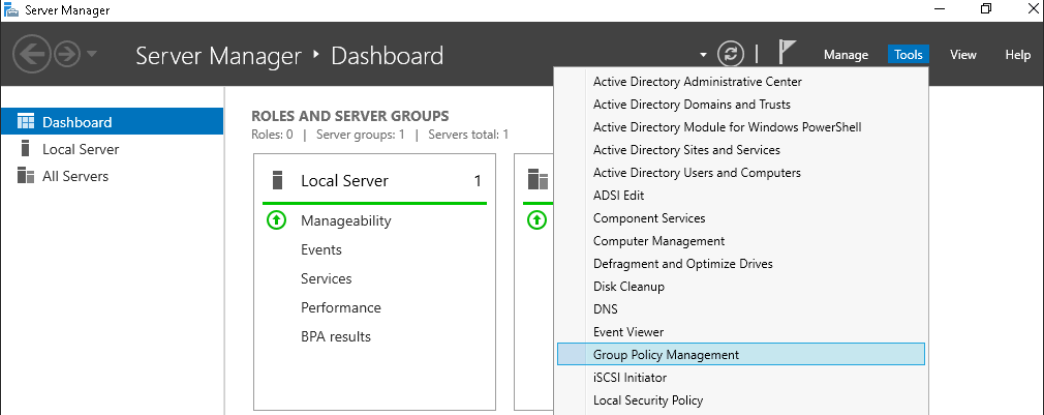 Server Manager
Server Manager ‣ Dashboard
Manage Tools View Help
Dashboard
Local Server
All Servers
ROLES AND SERVER GROUPS
Roles: 0 | Server groups: 1 | Servers total: 1
Local Server 1
Manageability
Events
Services
Performance
BPA results
Active Directory Administrative Center
Active Directory Domains and Trusts
Active Directory Module for Windows PowerShell
Active Directory Sites and Services
Active Directory Users and Computers
ADSI Edit
Component Services
Computer Management
Defragment and Optimize Drives
Disk Cleanup
DNS
Event Viewer
Group Policy Management
iSCSI Initiator
Local Security Policy